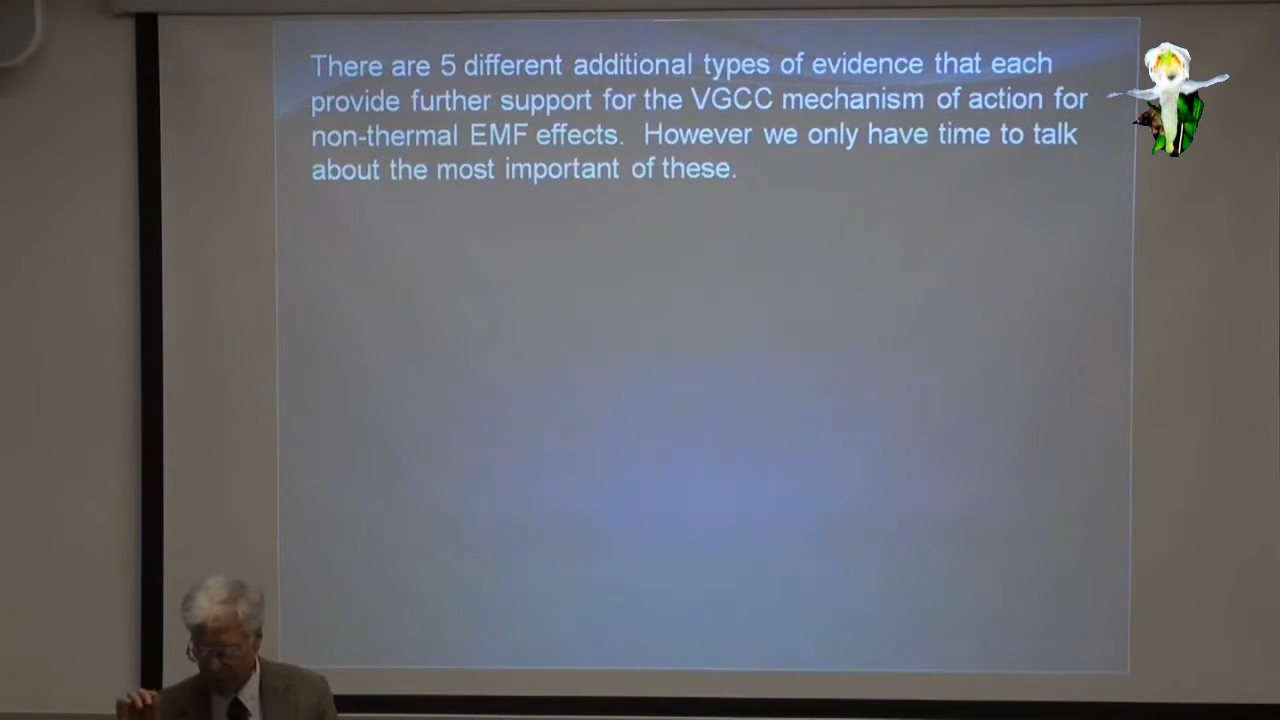 There are 5 different additional types of evidence that each
provide further support for the VGCC mechanism of action for
non-thermal EMF effects. However we only have time to talk
about the most important of these.